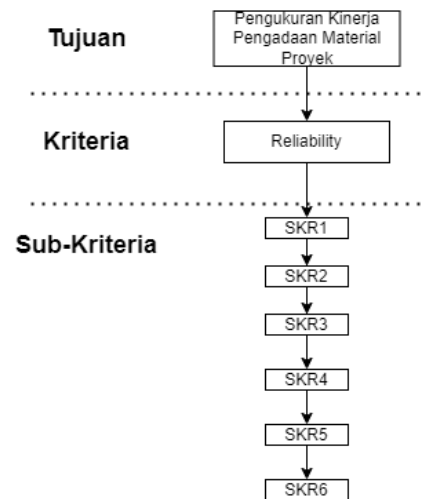 Tujuan
Pengukuran Kinerja
Pengadaan Material
Proyek
Kriteria
Reliability
Sub-Kriteria
SKR1
SKR2
SKR3
SKR4
SKR5
SKR6